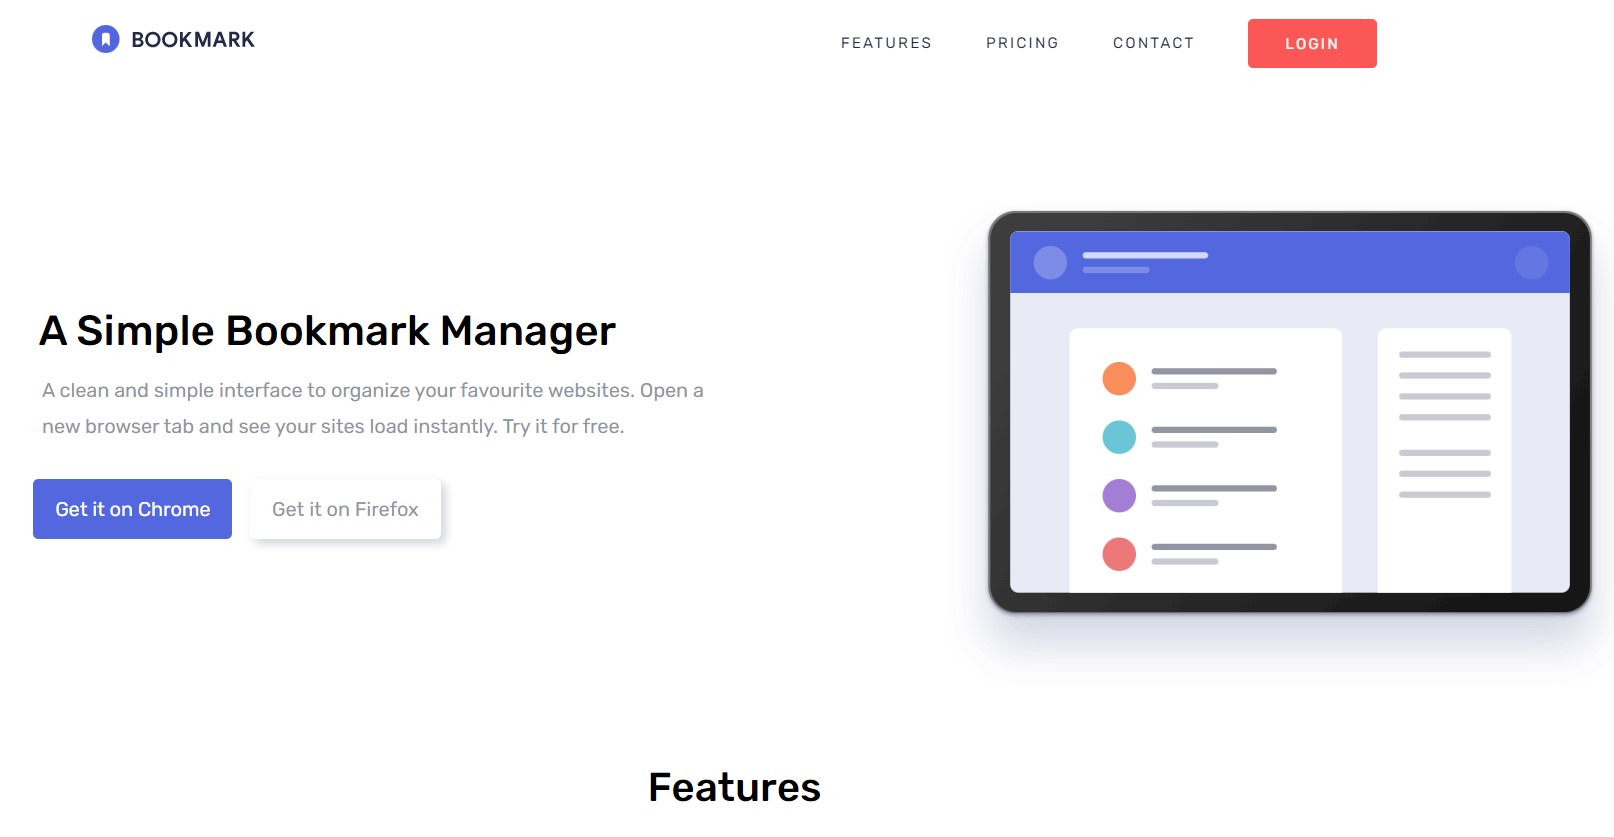 BOOKMARK
FEATURES PRICING CONTACT LOGIN
A Simple Bookmark Manager
A clean and simple interface to organize your favourite websites. Open a
new browser tab and see your sites load instantly. Try it for free.
Get it on Chrome Get it on Firefox
Features